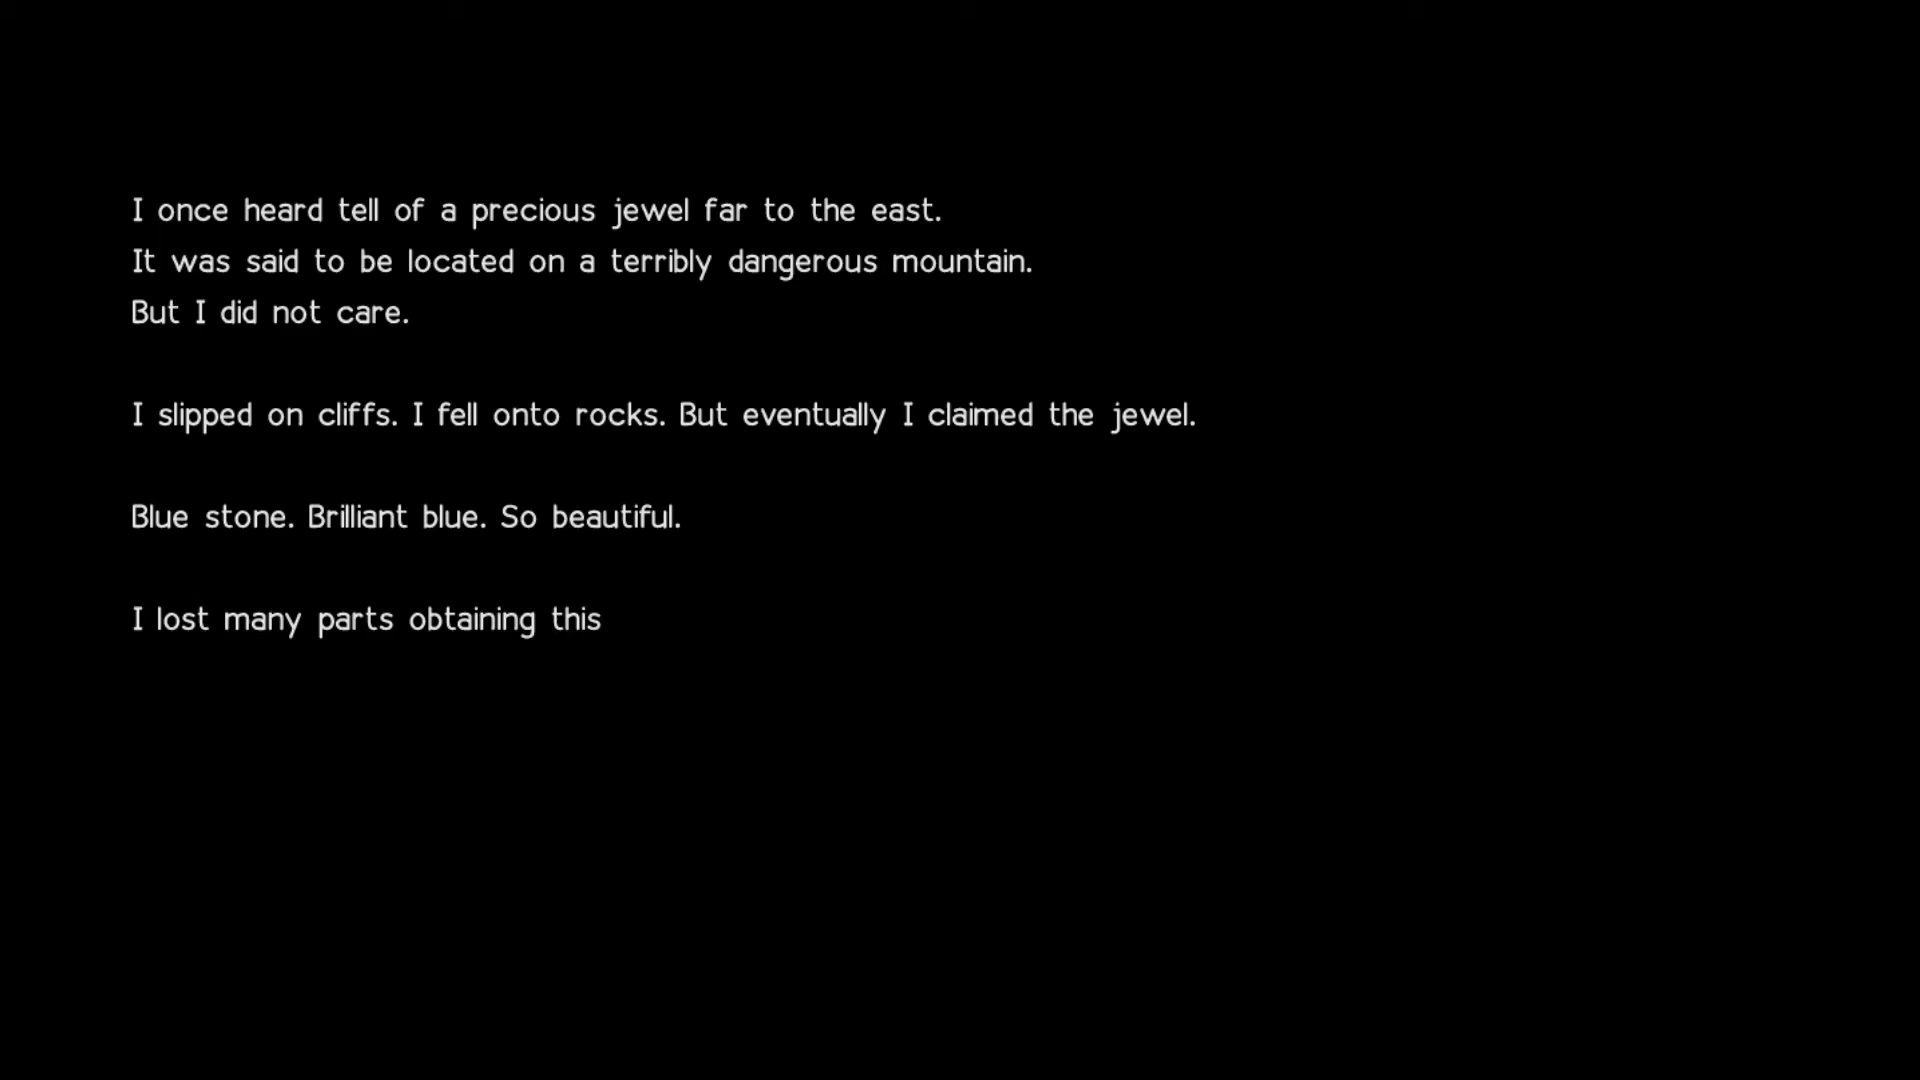 I once heard tell of a precious jewel far to the east.
It was said to be located on a terribly dangerous mountain.
But I did not care.
I slipped on cliffs. I fell onto rocks. But eventually I claimed the jewel.
Blue stone. Brilliant blue. So beautiful.
I lost many parts obtaining this